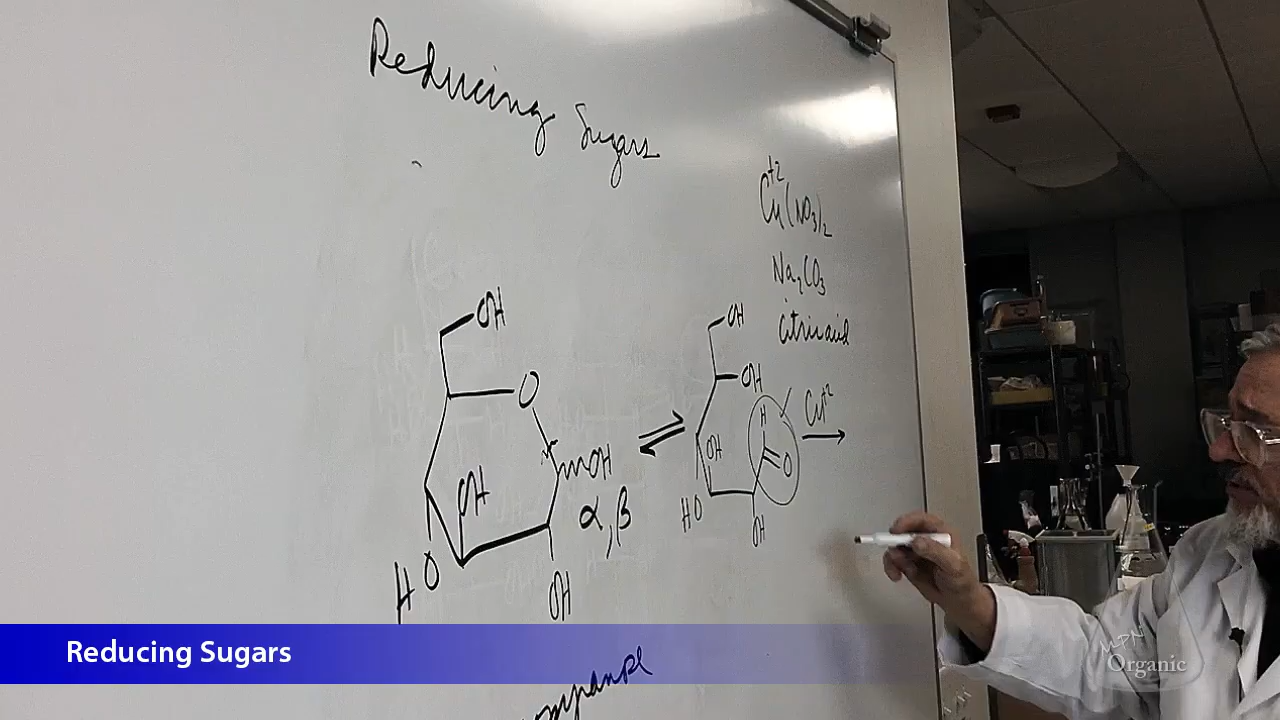 Reducing Sugars
+2
Cu(NO3)2
Na2CO3
Citric acid
OH
O
OH
OH
α, β
HO
OH
OH
OH
OH
HO
H
O
OH
Cu+2
Reducing Sugars
MPN
Organic